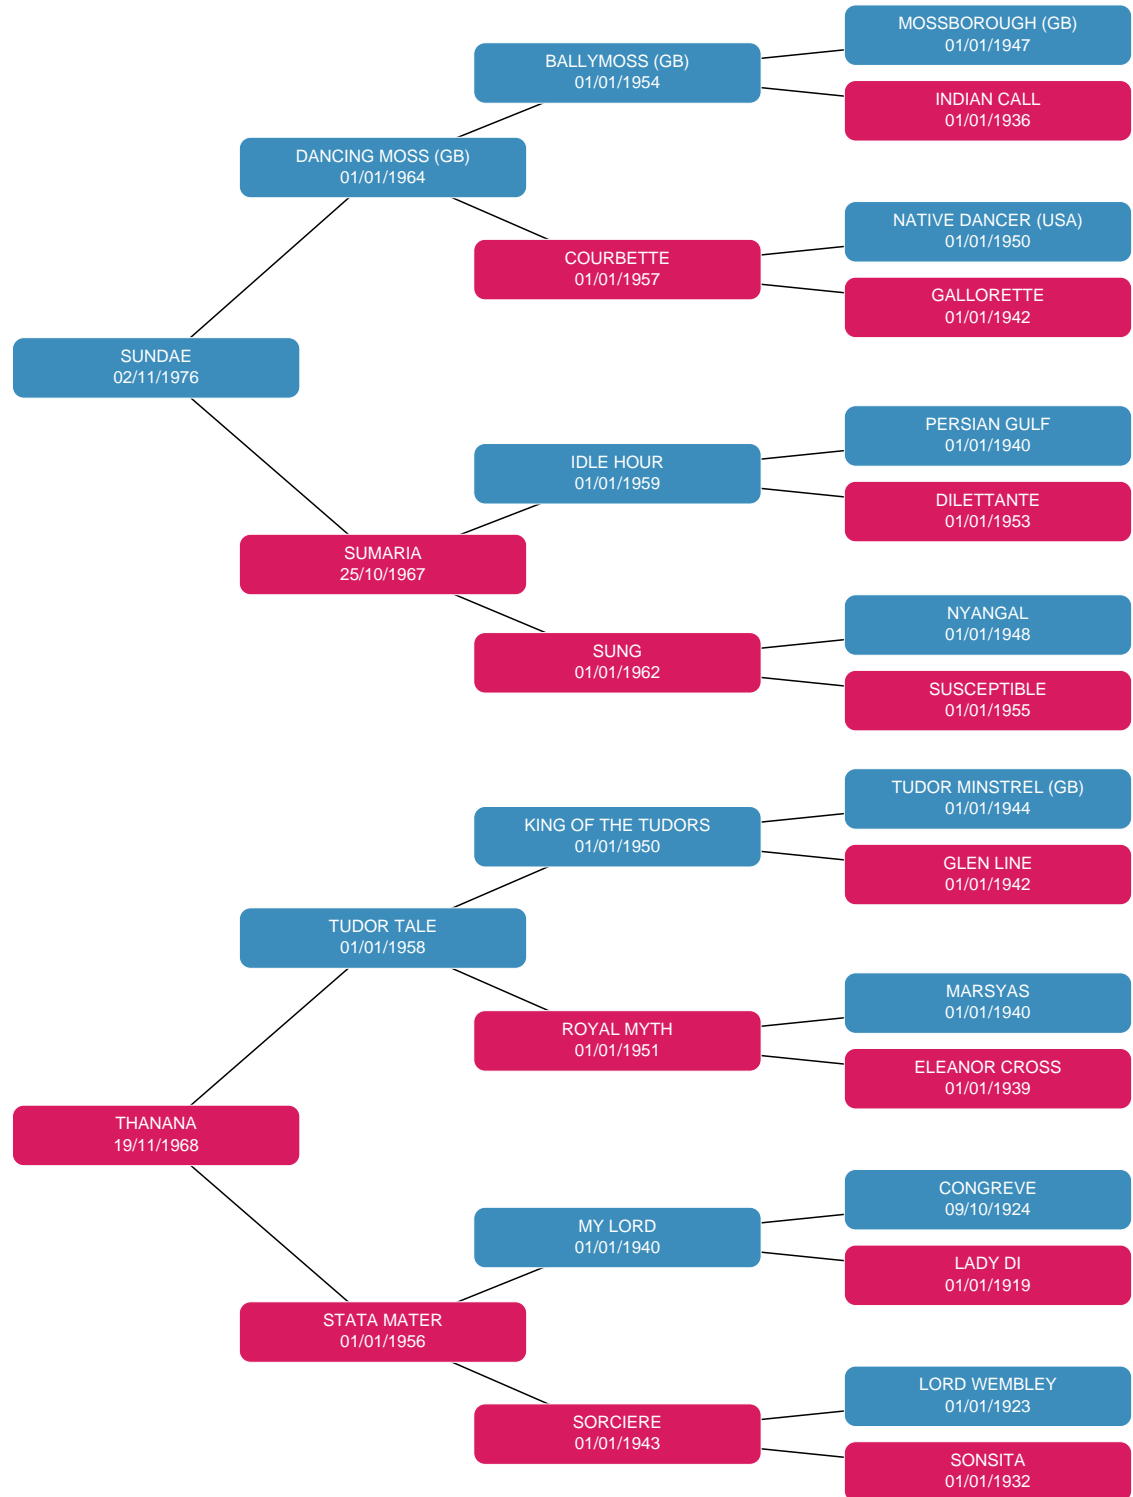 MOSSBOROUGH (GB)
01/01/1947
BALLYMOSS (GB)
01/01/1954
INDIAN CALL
01/01/1936
DANCING MOSS (GB)
01/01/1964
NATIVE DANCER (USA)
01/01/1950
COURBETTE
01/01/1957
GALLORETTE
01/01/1942
SUNDAE
02/11/1976
PERSIAN GULF
01/01/1940
IDLE HOUR
01/01/1959
DILETTANTE
01/01/1953
SUMARIA
25/10/1967
NYANGAL
01/01/1948
SUNG
01/01/1962
SUSCEPTIBLE
01/01/1955
TUDOR MINSTREL (GB)
01/01/1944
KING OF THE TUDORS
01/01/1950
GLEN LINE
01/01/1942
TUDOR TALE
01/01/1958
MARSYAS
01/01/1940
ROYAL MYTH
01/01/1951
ELEANOR CROSS
01/01/1939
THANANA
19/11/1968
CONGREVE
09/10/1924
MY LORD
01/01/1940
LADY DI
01/01/1919
STATA MATER
01/01/1956
LORD WEMBLEY
01/01/1923
SORCIERE
01/01/1943
SONSITA
01/01/1932